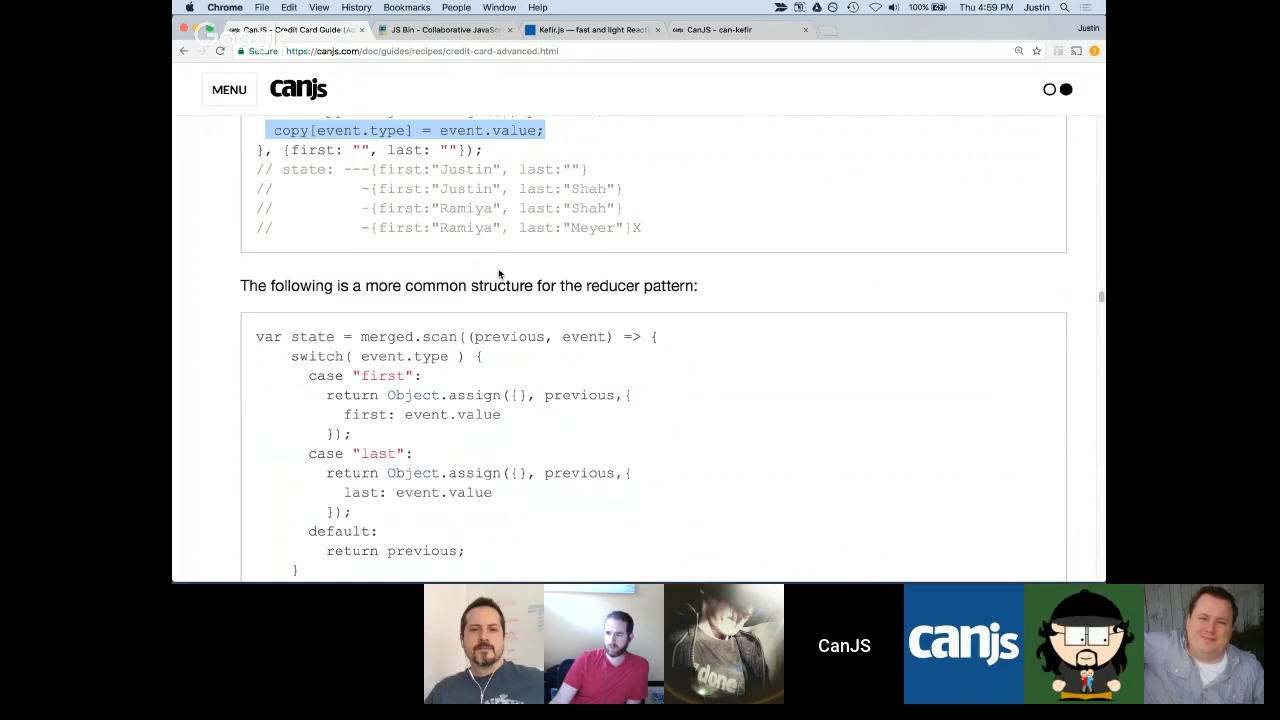 Chrome File Edit View History Bookmarks People Window Help 100% Thu 4:59 PM Justin
CanJS - Credit Card Guide (Ad JS Bin - Collaborative JavaSc Kefir.js — fast and light Reacti CanJS - can-kefir Justin
Secure https://canjs.com/doc/guides/recipes/credit-card-advanced.html
MENU canjs
copy[event.type] = event.value;
}, {first: "", last: ""});
// state: ---{first:"Justin", last:""}
// -{first:"Justin", last:"Shah"}
// -{first:"Ramiya", last:"Shah"}
// -{first:"Ramiya", last:"Meyer"}X
The following is a more common structure for the reducer pattern:
var state = merged.scan((previous, event) => {
switch( event.type ) {
case "first":
return Object.assign({}, previous,{
first: event.value
});
case "last":
return Object.assign({}, previous,{
last: event.value
});
default:
return previous;
}
done
CanJS
canjs